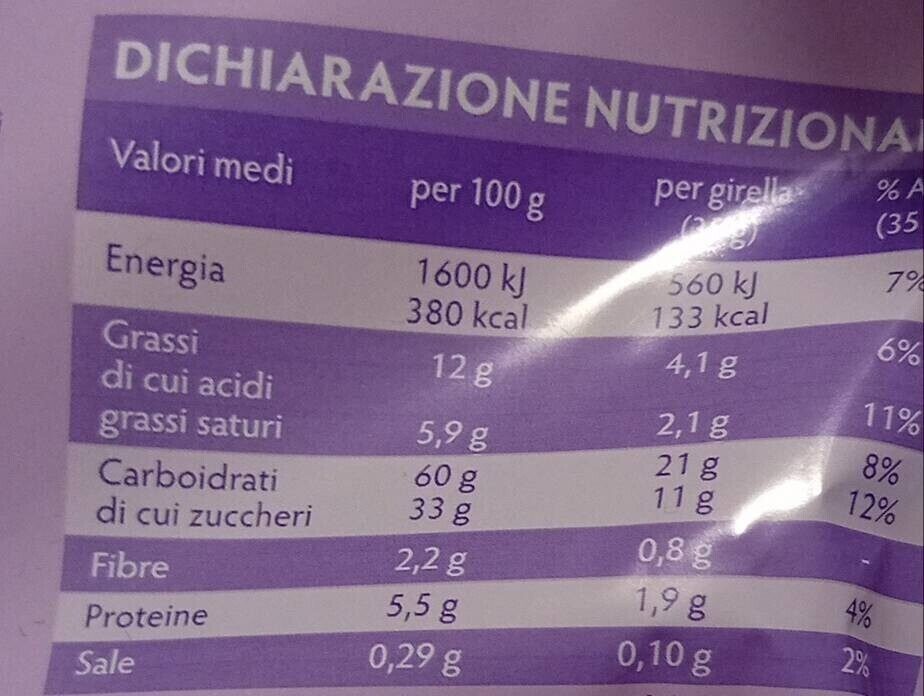 DICHIARAZIONE NUTRIZIONA
Valori medi per 100 g per girella % A
(35
Energia 1600 kJ 560 kJ 7%
380 kcal 133 kcal
Grassi 12 g 4,1 g 6%
di cui acidi
grassi saturi 5,9 g 2,1 g 11%
Carboidrati 60 g 21 g 8%
di cui zuccheri 33 g 11 g 12%
Fibre 2,2 g 0,8 g -
Proteine 5,5 g 1,9 g 4%
Sale 0,29 g 0,10 g 2%